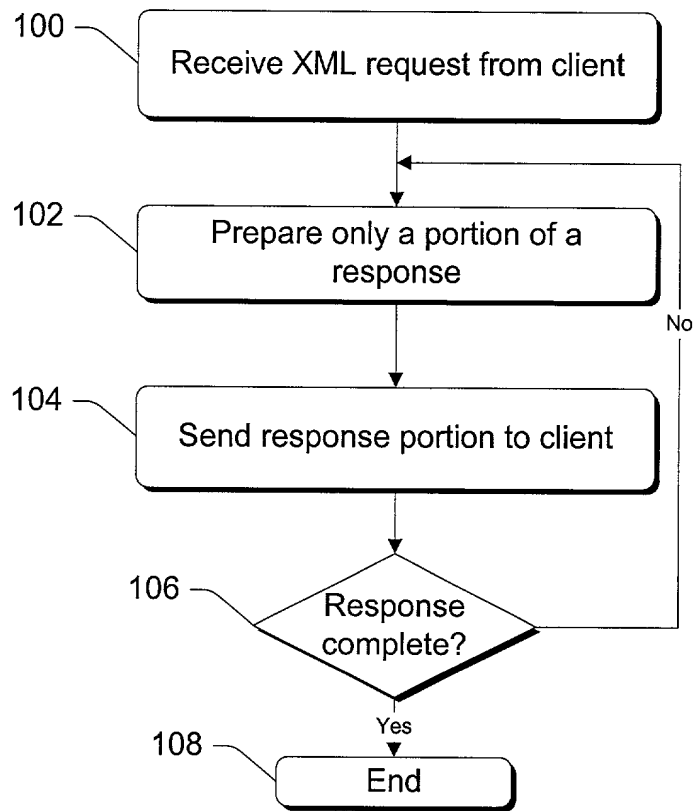 100
Receive XML request from client
102
Prepare only a portion of a
response
No
104
Send response portion to client
106
Response
complete?
Yes
108
End